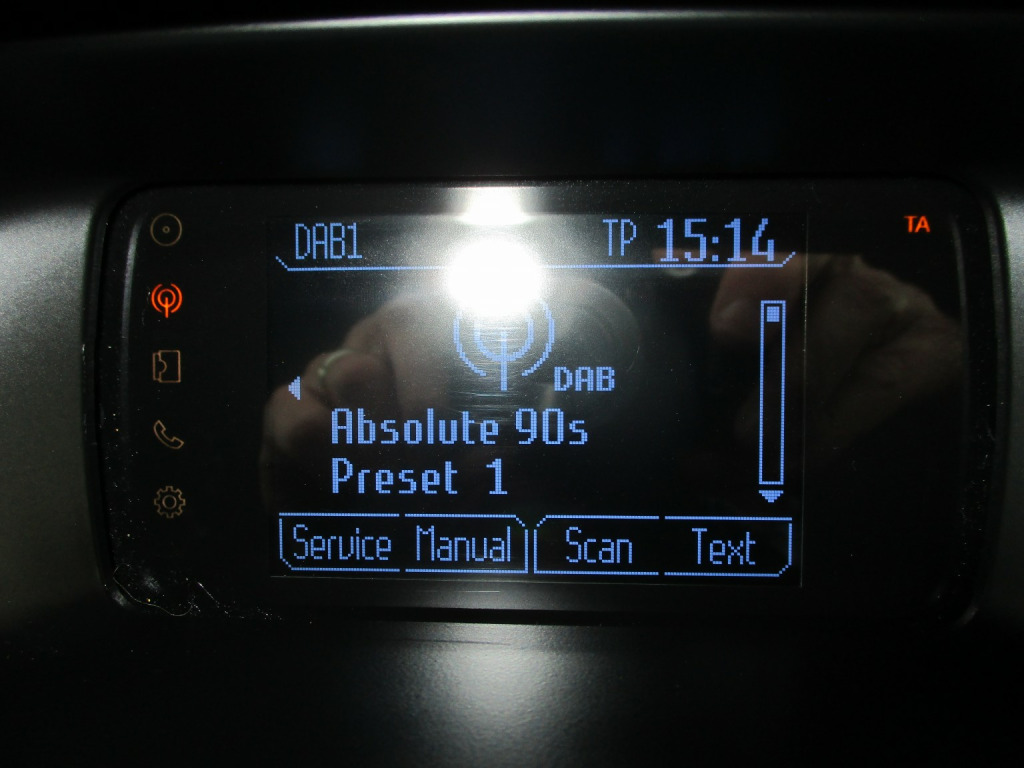 DAB1 TP 15:14 TA
DAB
Absolute 90s
Preset 1
Service Manual Scan Text